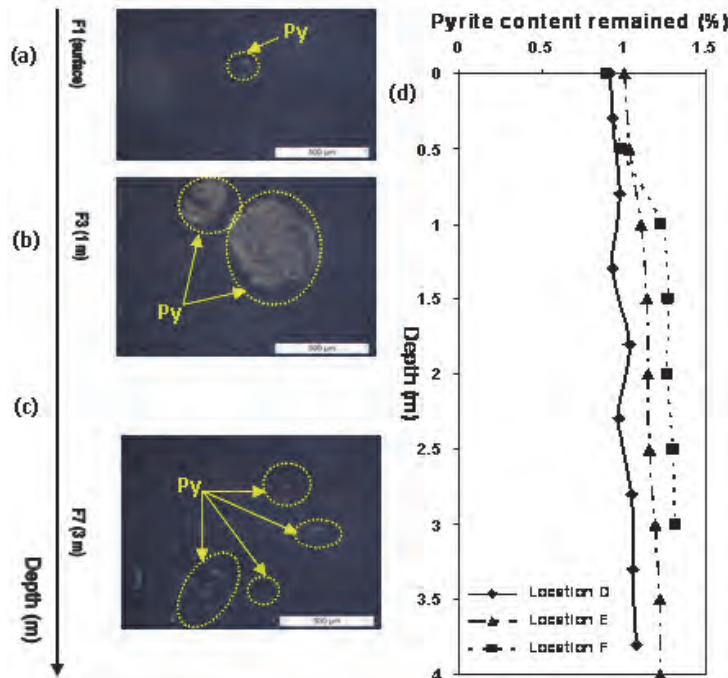 (a)
F1 (surface)
Py
500 µm
(b)
F3 (1 m)
Py
500 µm
(c)
F7 (3 m)
Py
500 µm
Depth (m)
Pyrite content remained (%)
0 0.5 1 1.5
(d)
0
0.5
1
1.5
2
2.5
3
3.5
4
Depth (m)
Location D
Location E
Location F